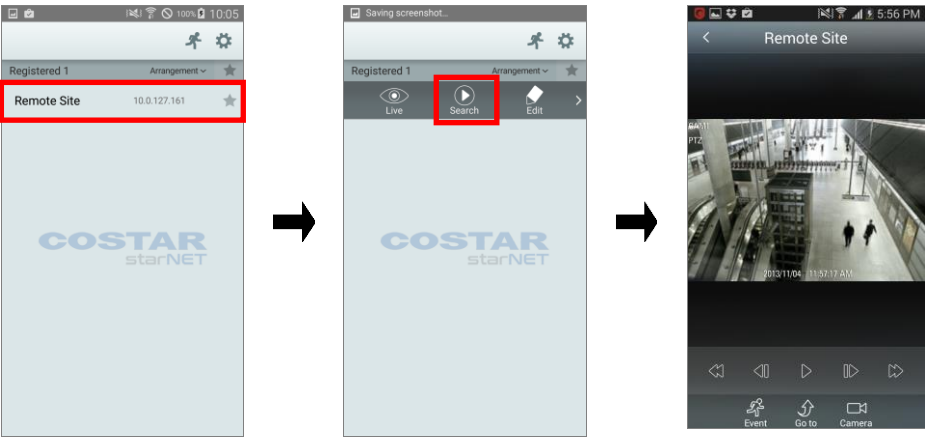 100% 10:05
Registered 1 Arrangement
Remote Site 10.0.127.161
COSTAR
starNET
Saving screenshot...
Registered 1 Arrangement
Live Search Edit
COSTAR
starNET
5:56 PM
Remote Site
CAM1
PTZ
2013/11/04 11:57:17 AM
Event Go to Camera